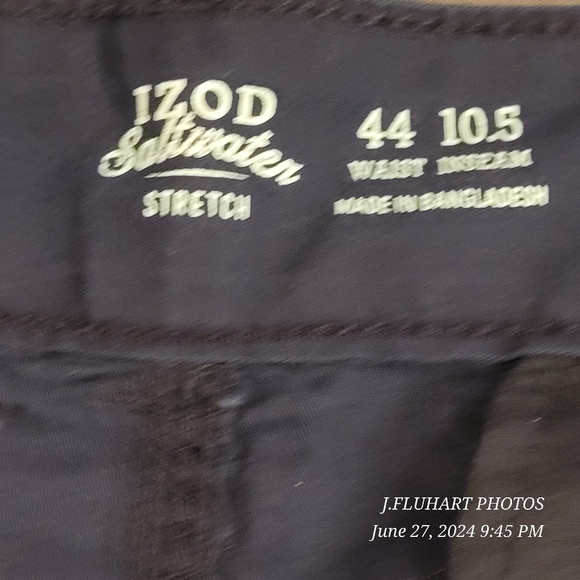 IZOD
Saltwater
STRETCH
44 10.5
WAIST INSEAM
MADE IN BANGLADESH
J.FLUHART PHOTOS
June 27, 2024 9:45 PM